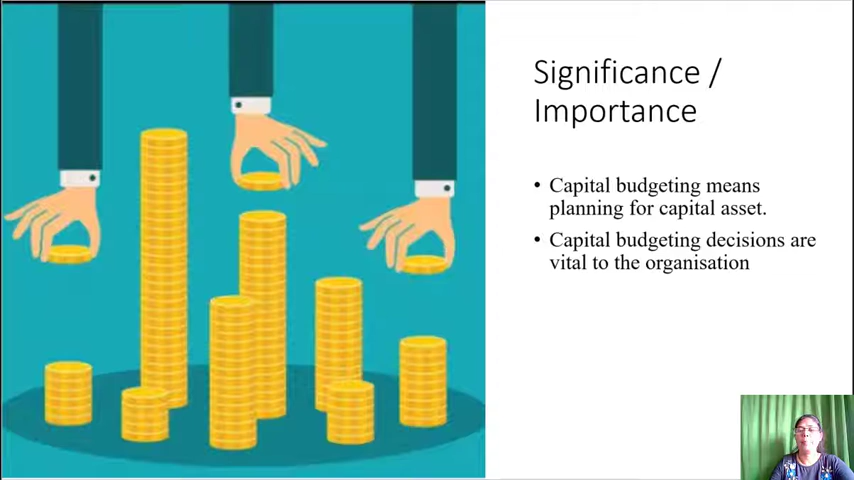 Significance /
Importance
• Capital budgeting means
planning for capital asset.
• Capital budgeting decisions are
vital to the organisation